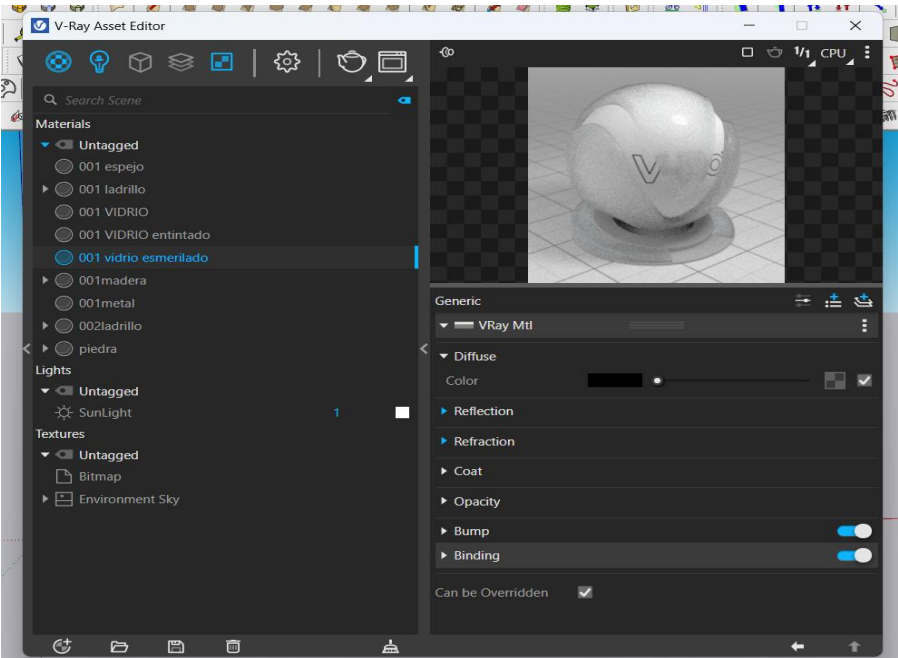 V-Ray Asset Editor
1/1 CPU
Search Scene
Materials
Untagged
001 espejo
001 ladrillo
001 VIDRIO
001 VIDRIO entintado
001 vidrio esmerilado
001madera
001metal
002ladrillo
piedra
Lights
Untagged
SunLight 1
Textures
Untagged
Bitmap
Environment Sky
V
Generic
VRay Mtl
Diffuse
Color
Reflection
Refraction
Coat
Opacity
Bump
Binding
Can be Overridden